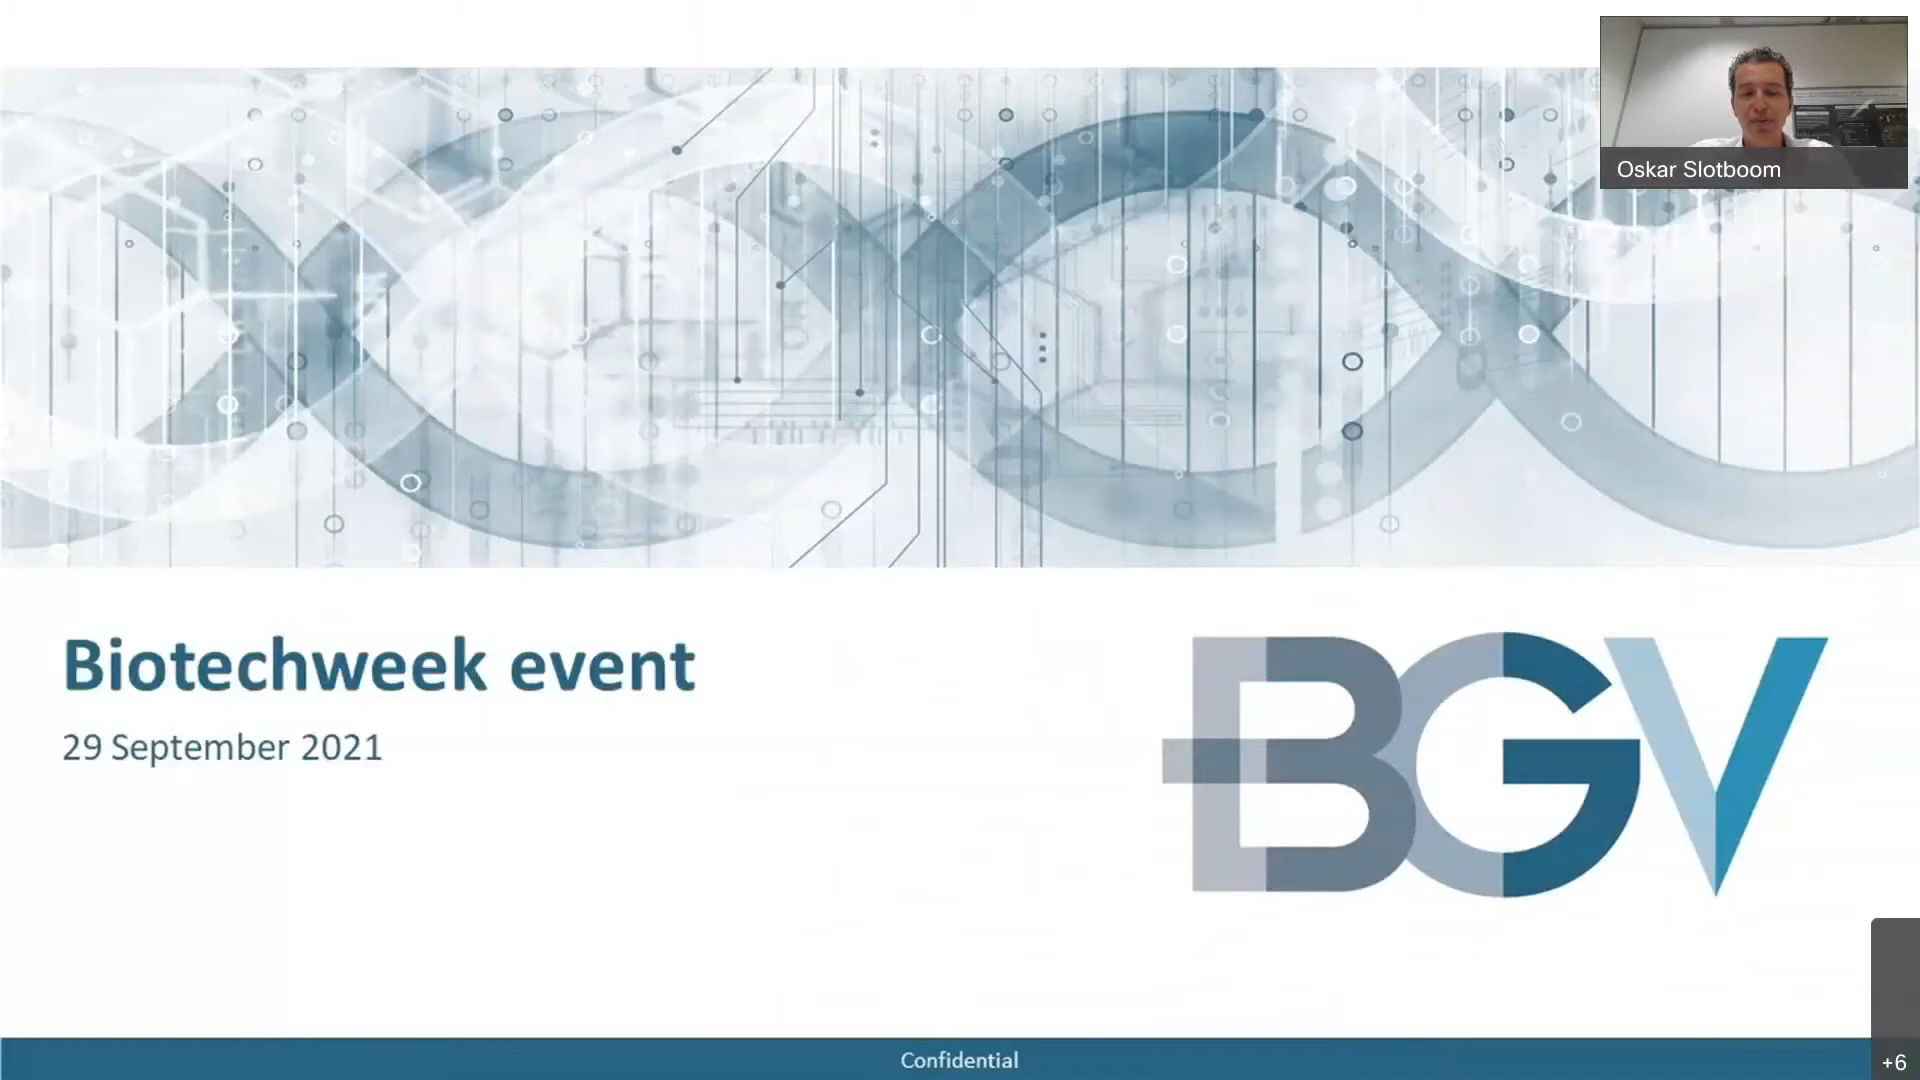 Oskar Slotboom
Biotechweek event
29 September 2021
BGV
Confidential
+6